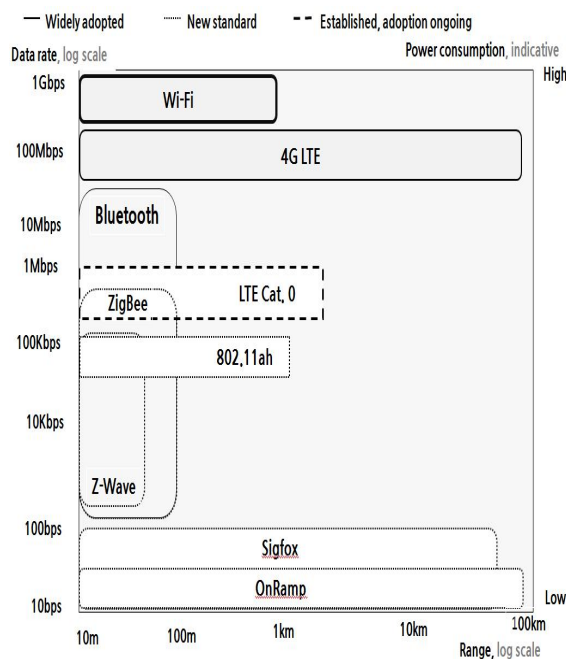 Widely adopted New standard Established, adoption ongoing
Data rate, log scale Power consumption, indicative
1Gbps High
Wi-Fi
100Mbps
4G LTE
Bluetooth
10Mbps
1Mbps
LTE Cat, 0
ZigBee
100Kbps
802,11ah
10Kbps
Z-Wave
100bps
Sigfox
OnRamp
10bps Low
10m 100m 1km 10km 100km
Range, log scale